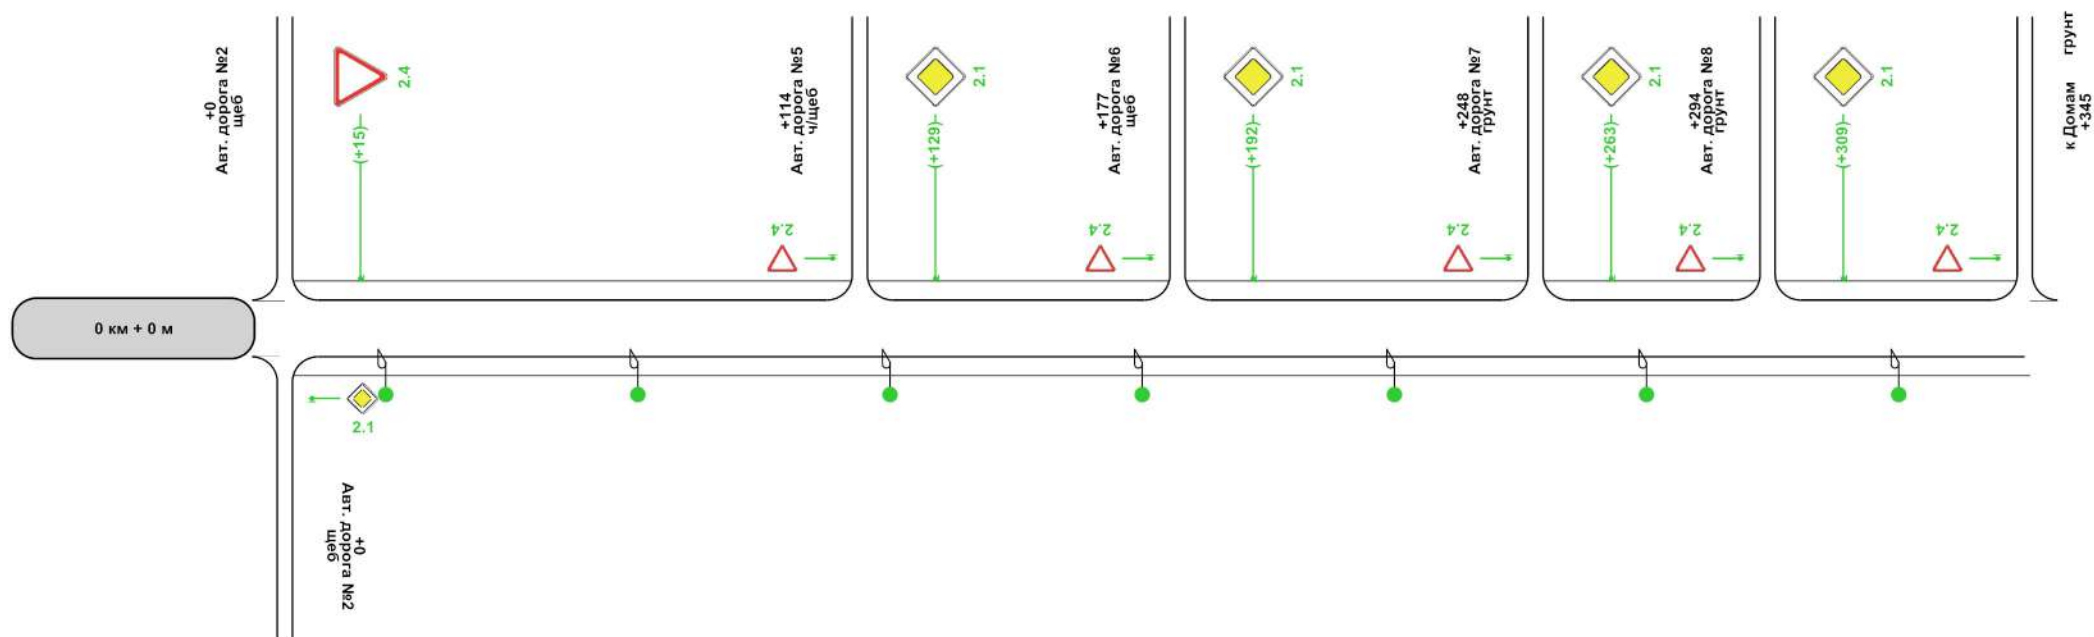 +0
Авт. дорога №2
щеб
2.4
(+15)
+114
Авт. дорога №5
ч/щеб
2.4
2.1
(+129)
+177
Авт. дорога №6
щеб
2.4
2.1
(+192)
+248
Авт. дорога №7
грунт
2.4
2.1
(+263)
+294
Авт. дорога №8
грунт
2.4
2.1
(+309)
2.4
к Домам грунт
+345
0 км + 0 м
2.1
+0
Авт. дорога №2
щеб